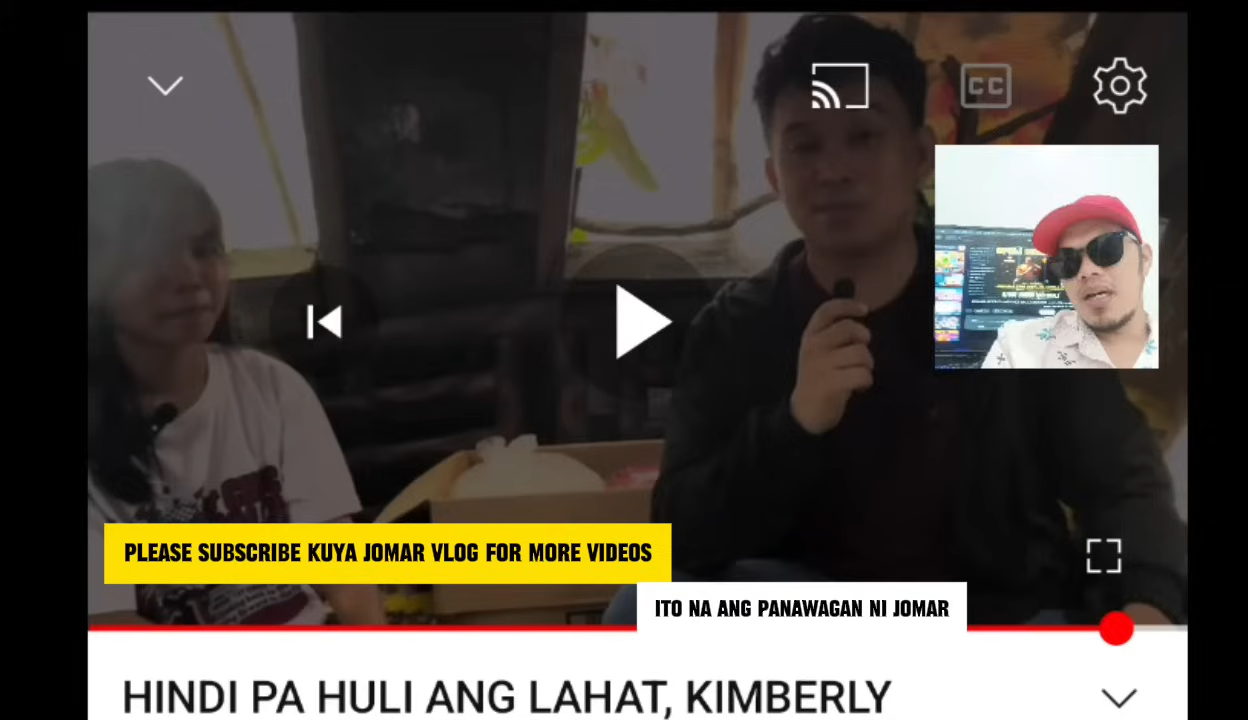 CC
PLEASE SUBSCRIBE KUYA JOMAR VLOG FOR MORE VIDEOS
ITO NA ANG PANAWAGAN NI JOMAR
HINDI PA HULI ANG LAHAT, KIMBERLY